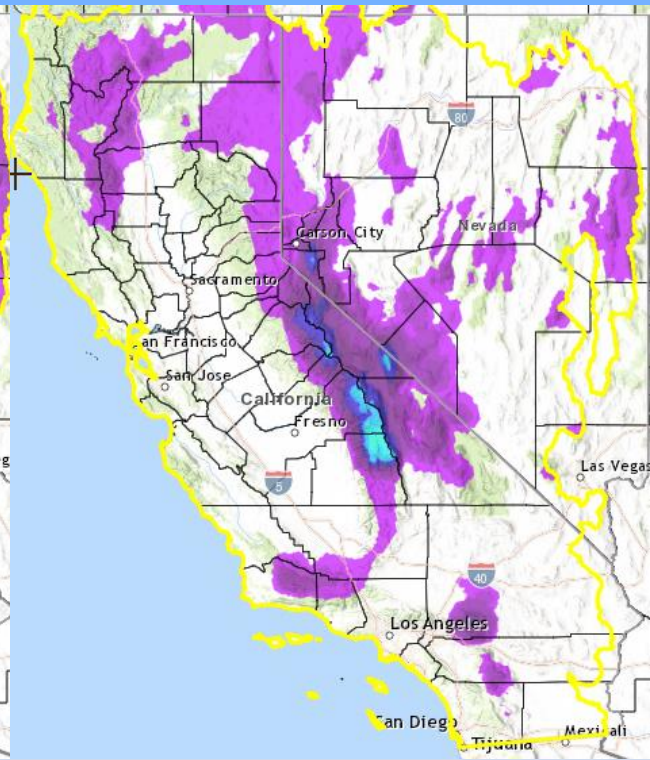 80
Carson City
Nevada
Sacramento
an Francisco
San Jose
California
Fresno
g
Las Vegas
5
40
Los Angeles
San Diego
Mexicali
Tijuana